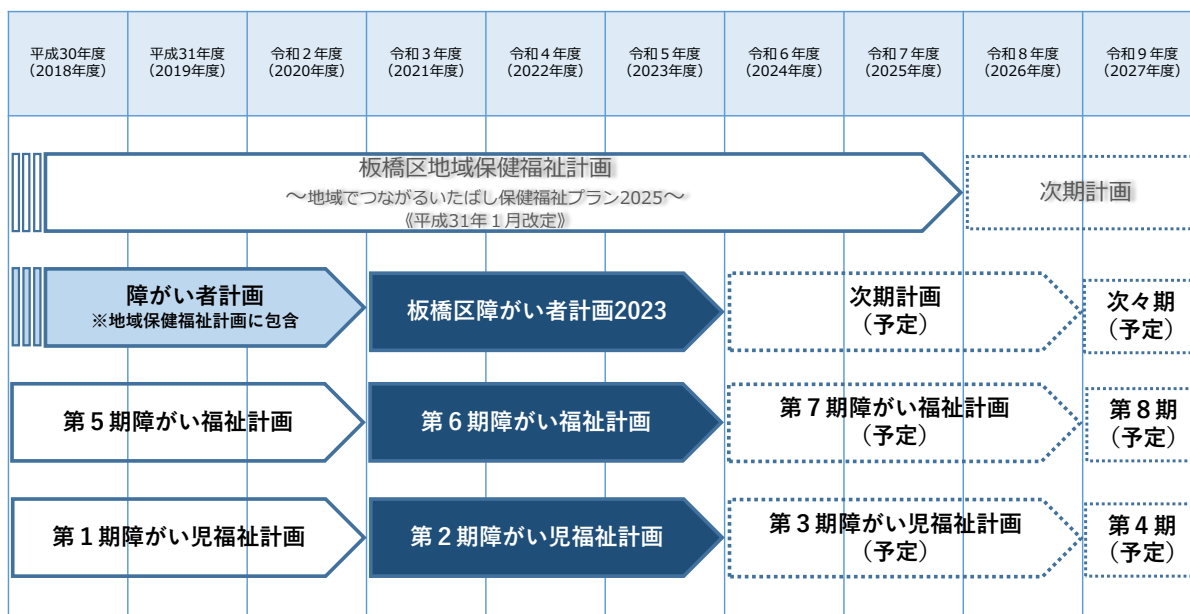 平成30年度
(2018年度)
平成31年度
(2019年度)
令和２年度
(2020年度)
令和３年度
(2021年度)
令和４年度
(2022年度)
令和５年度
(2023年度)
令和６年度
(2024年度)
令和７年度
(2025年度)
令和８年度
(2026年度)
令和９年度
(2027年度)
板橋区地域保健福祉計画
～地域でつながるいたばし保健福祉プラン2025～
《平成31年１月改定》
次期計画
障がい者計画
※地域保健福祉計画に包含
板橋区障がい者計画2023
次期計画
（予定）
次々期
（予定）
第５期障がい福祉計画
第６期障がい福祉計画
第７期障がい福祉計画
（予定）
第８期
（予定）
第１期障がい児福祉計画
第２期障がい児福祉計画
第３期障がい児福祉計画
（予定）
第４期
（予定）